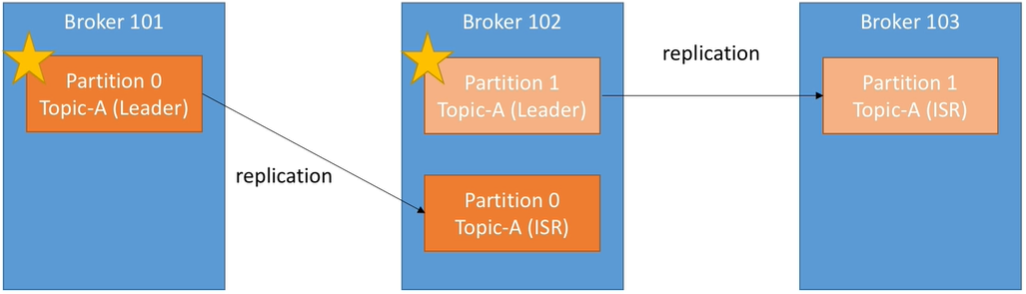 Broker 101
Partition 0
Topic-A (Leader)
replication
Broker 102
Partition 1
Topic-A (Leader)
Partition 0
Topic-A (ISR)
replication
Broker 103
Partition 1
Topic-A (ISR)